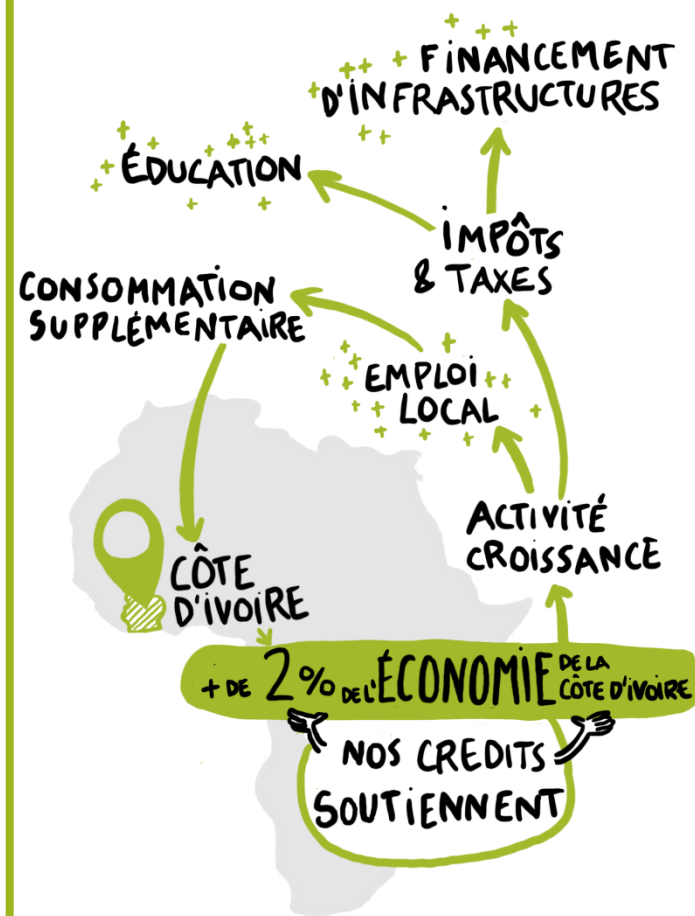 FINANCEMENT
D'INFRASTRUCTURES
ÉDUCATION
IMPÔTS
& TAXES
CONSOMMATION
SUPPLÉMENTAIRE
EMPLOI
LOCAL
ACTIVITÉ
CROISSANCE
CÔTE
D'IVOIRE
+ DE 2% DE L'ÉCONOMIE DE LA CÔTE D'IVOIRE
NOS CREDITS
SOUTIENNENT